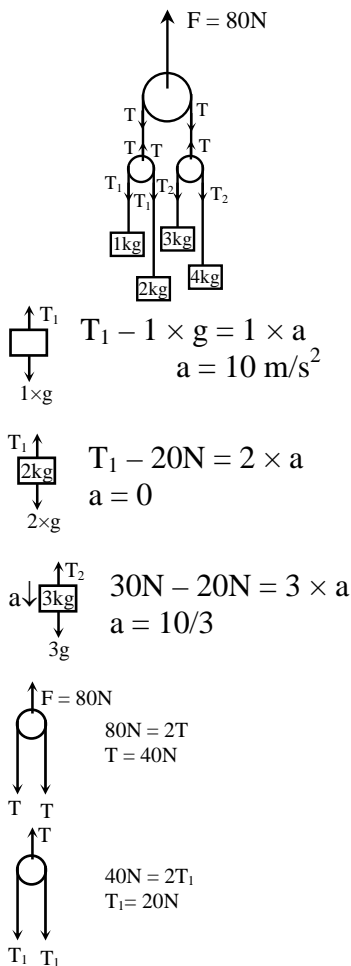 F = 80N
T T
T T T
T₁ T₁ T₂ T₂
1kg 3kg
2kg 4kg
T₁
T₁ – 1 × g = 1 × a
a = 10 m/s²
1×g
T₁
2kg
T₁ – 20N = 2 × a
a = 0
2×g
T₂
a 3kg
30N – 20N = 3 × a
a = 10/3
3g
F = 80N
80N = 2T
T = 40N
T T
T
40N = 2T₁
T₁= 20N
T₁ T₁